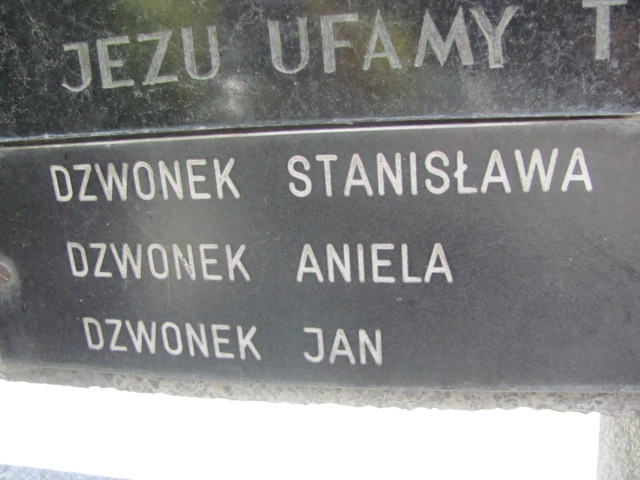 JEZU UFAMY
DZWONEK STANISŁAWA
DZWONEK ANIELA
DZWONEK JAN